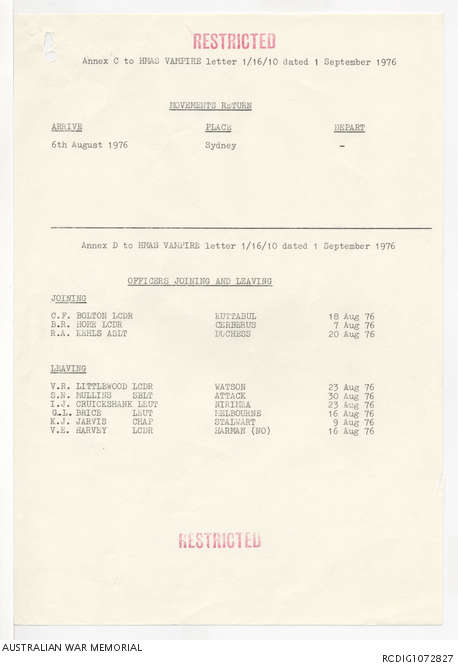 RESTRICTED
Annex C to HMAS VAMPIRE letter 1/16/10 dated 1 September 1976
MOVEMENTS RETURN
ARRIVE PLACE DEPART
6th August 1976 Sydney -
Annex D to HMAS VAMPIRE letter 1/16/10 dated 1 September 1976
OFFICERS JOINING AND LEAVING
JOINING
C.F. BOLTON LCDR KUTTABUL 18 Aug 76
B.R. HORE LCDR CERBERUS 7 Aug 76
R.A. KEHLS ASLT DUCHESS 20 Aug 76
LEAVING
V.R. LITTLEWOOD LCDR WATSON 23 Aug 76
S.N. MULLINS SBLT ATTACK 30 Aug 76
I.J. CRUICKSHANK LEUT NIRIMBA 23 Aug 76
G.L. BRICE LEUT MELBOURNE 16 Aug 76
K.J. JARVIS CHAP STALWART 9 Aug 76
V.E. HARVEY LCDR HARMAN (NO) 16 Aug 76
RESTRICTED
AUSTRALIAN WAR MEMORIAL RCDIG1072827